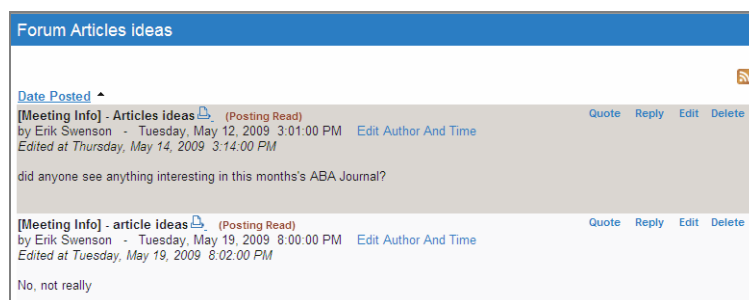 Forum Articles ideas
Date Posted
[Meeting Info] - Articles ideas (Posting Read) Quote Reply Edit Delete
by Erik Swenson - Tuesday, May 12, 2009 3:01:00 PM Edit Author And Time
Edited at Thursday, May 14, 2009 3:14:00 PM
did anyone see anything interesting in this months's ABA Journal?
[Meeting Info] - article ideas (Posting Read) Quote Reply Edit Delete
by Erik Swenson - Tuesday, May 19, 2009 8:00:00 PM Edit Author And Time
Edited at Tuesday, May 19, 2009 8:02:00 PM
No, not really